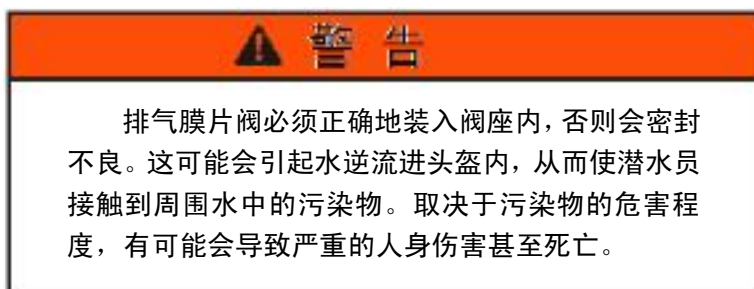 警告
排气膜片阀必须正确地装入阀座内，否则会密封
不良。这可能会引起水逆流进头盔内，从而使潜水员
接触到周围水中的污染物。取决于污染物的危害程
度，有可能会导致严重的人身伤害甚至死亡。